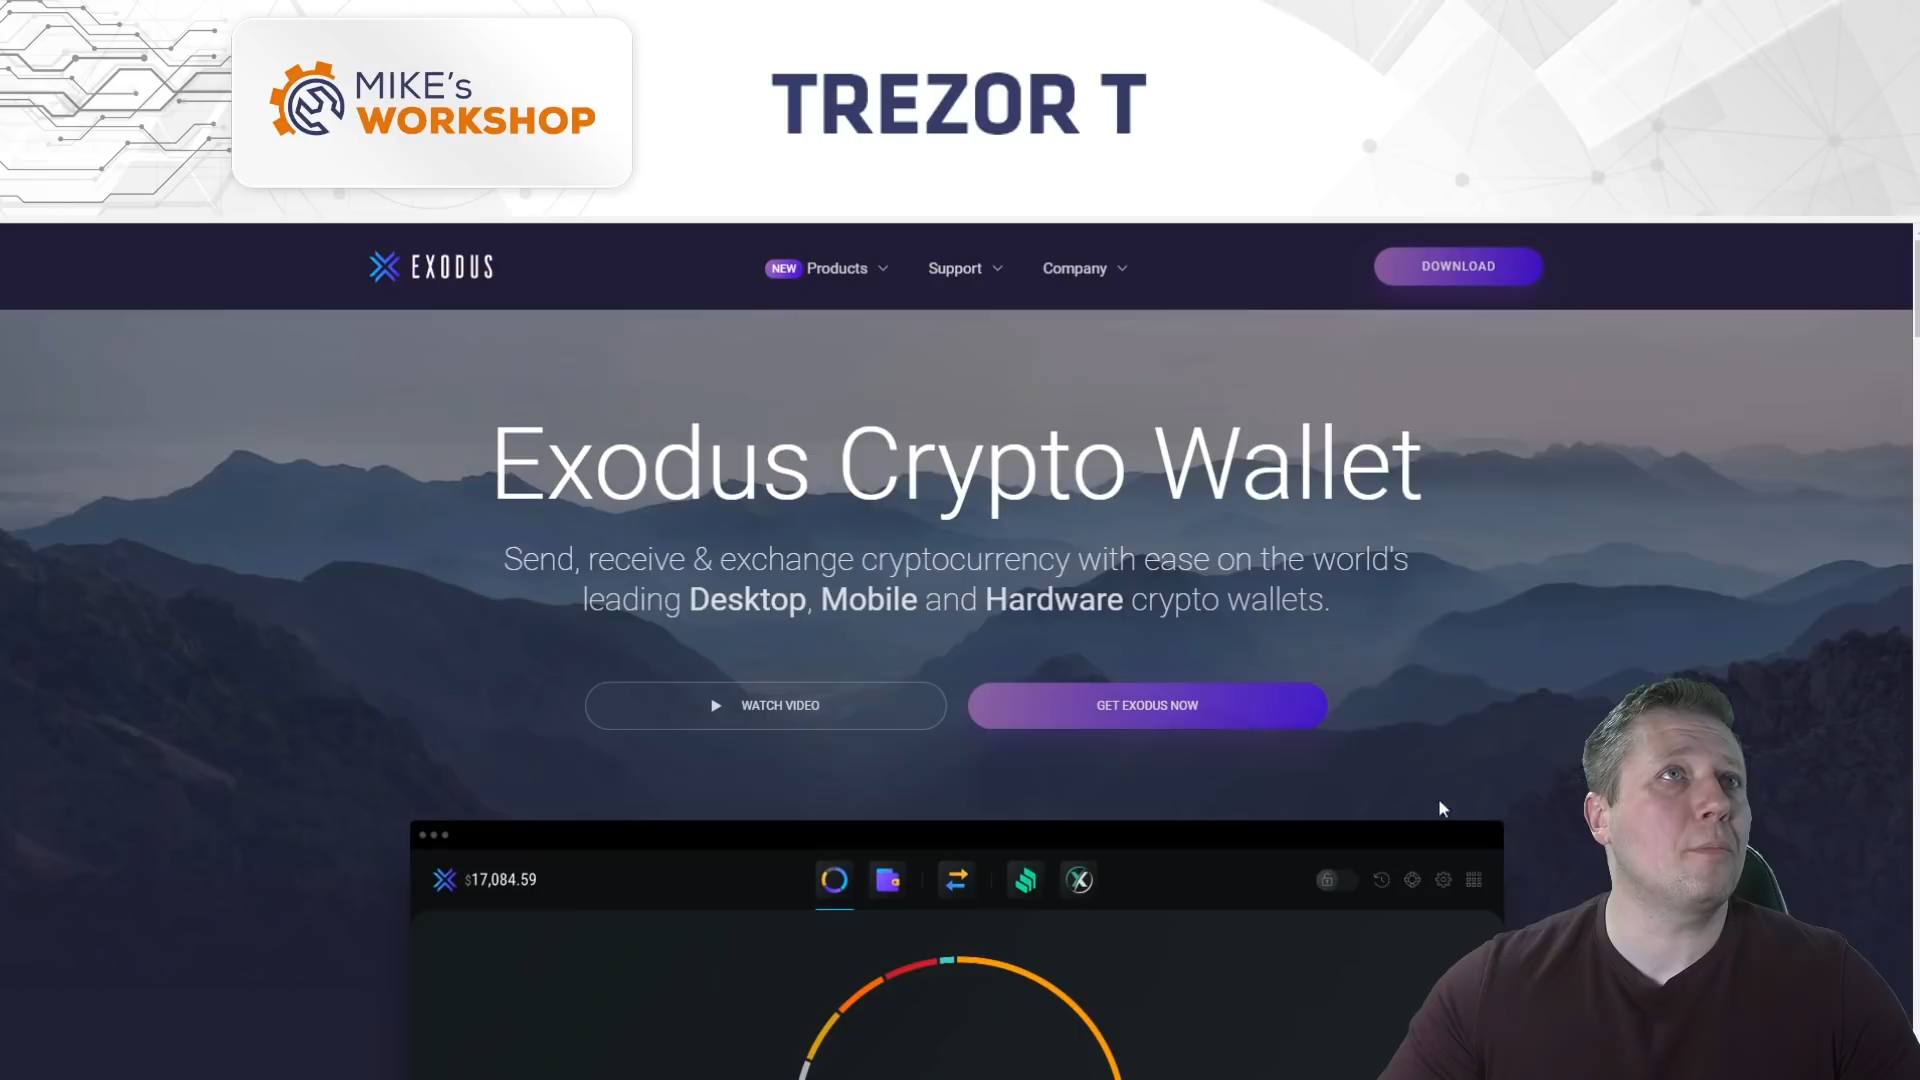 MIKE's
WORKSHOP
TREZOR T
EXODUS
NEW Products
Support
Company
DOWNLOAD
Exodus Crypto Wallet
Send, receive & exchange cryptocurrency with ease on the world's
leading Desktop, Mobile and Hardware crypto wallets.
WATCH VIDEO
GET EXODUS NOW
$17,084.59